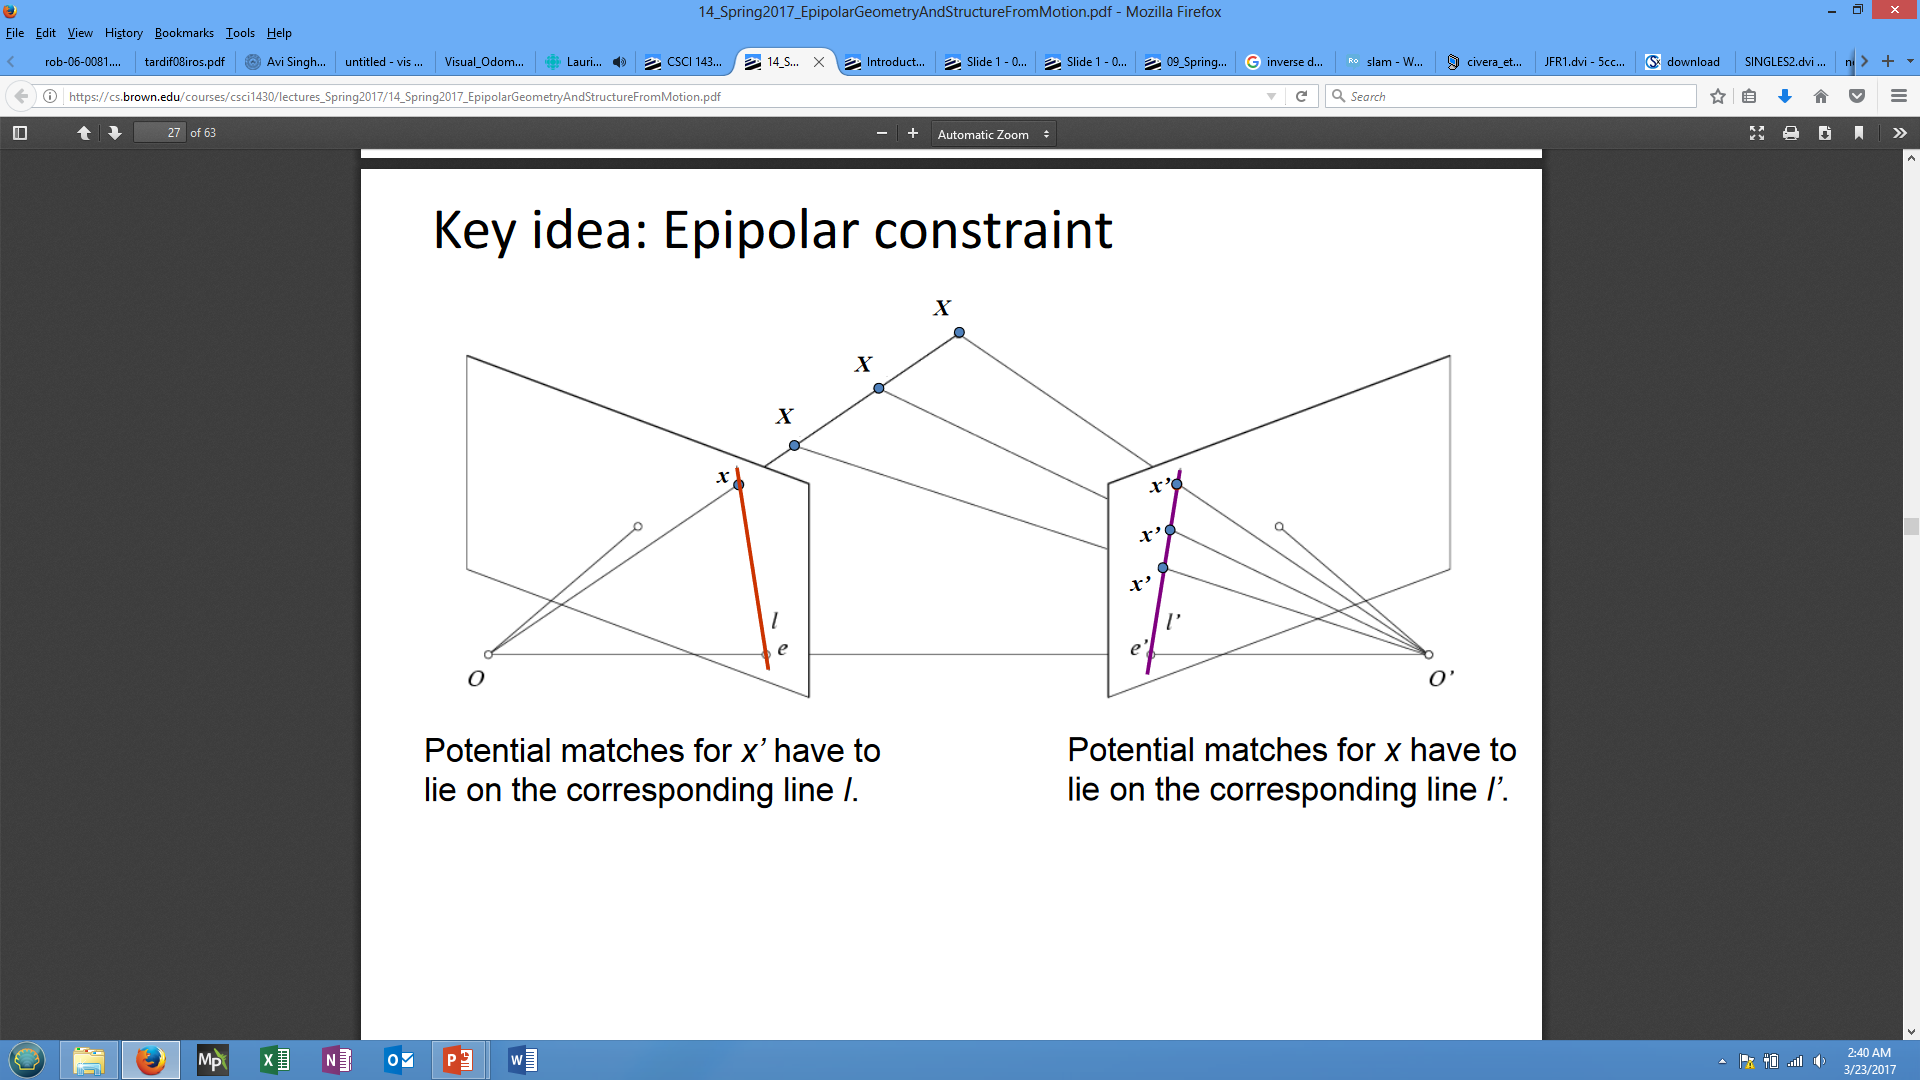 14_Spring2017_EpipolarGeometryAndStructureFromMotion.pdf - Mozilla Firefox
File Edit View History Bookmarks Tools Help
rob-06-0081.... tardif08iros.pdf Avi Singh... untitled - vis ... Visual_Odom... Lauri... CSCI 143... 14_S... Introduct... Slide 1 - 0... Slide 1 - 0... 09_Spring... inverse d... slam - W... civera_et... JFR1.dvi - 5cc... download SINGLES2.dvi ...
https://cs.brown.edu/courses/csci1430/lectures_Spring2017/14_Spring2017_EpipolarGeometryAndStructureFromMotion.pdf Search
27 of 63 Automatic Zoom
Key idea: Epipolar constraint
X
X
X
x x’
x’
x’
l l’
e e’
O O’
Potential matches for x’ have to
lie on the corresponding line l.
Potential matches for x have to
lie on the corresponding line l’.
2:40 AM
3/23/2017